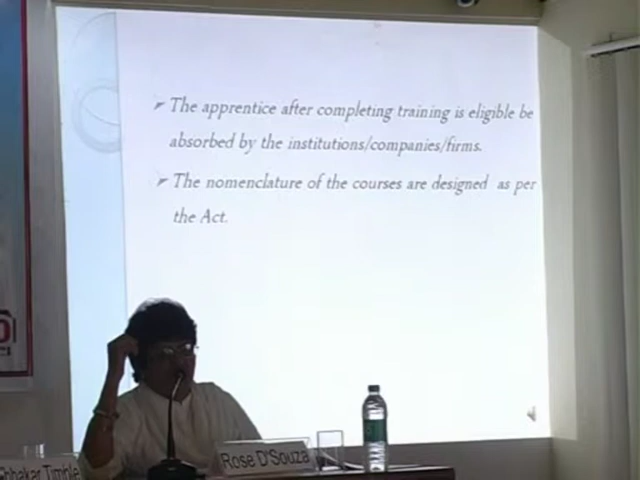 The apprentice after completing training is eligible be
absorbed by the institutions/companies/firms.
The nomenclature of the courses are designed as per
the Act.
Rose D'Souza
Timble